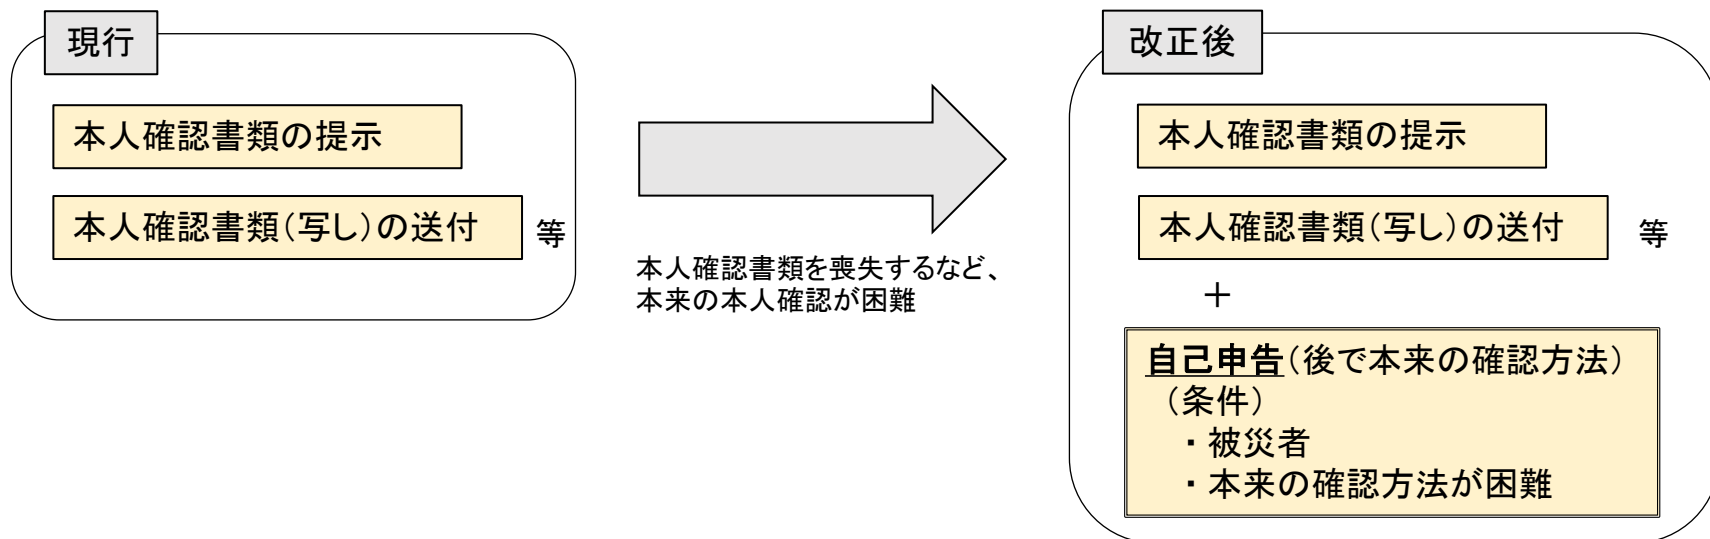 現行
本人確認書類の提示
本人確認書類(写し)の送付 等
本人確認書類を喪失するなど、
本来の本人確認が困難
改正後
本人確認書類の提示
本人確認書類(写し)の送付 等
＋
自己申告(後で本来の確認方法)
(条件)
・被災者
・本来の確認方法が困難